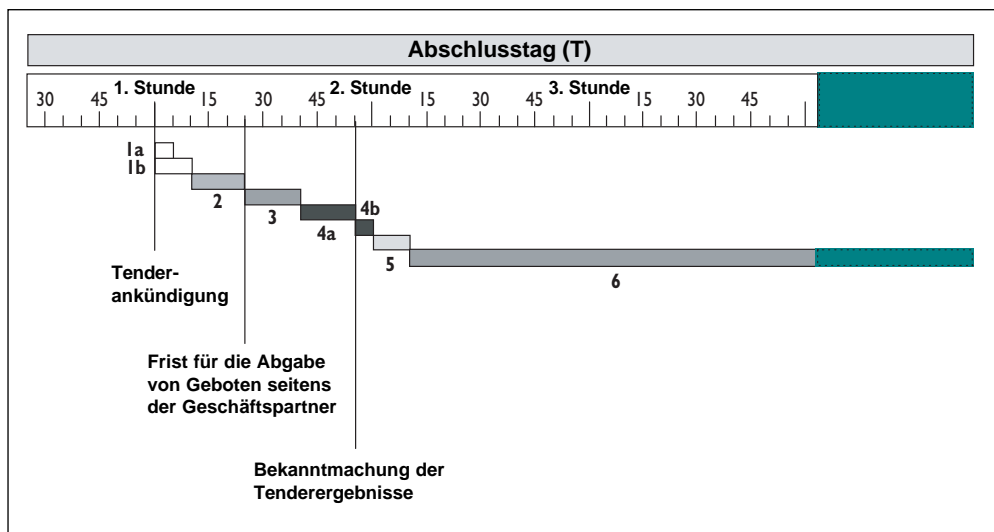 Abschlusstag (T)
1. Stunde 2. Stunde 3. Stunde
30 45 15 30 45 15 30 45 15 30 45
1a
1b
2
3
4a
4b
5
6
Tender-
ankündigung
Frist für die Abgabe
von Geboten seitens
der Geschäftspartner
Bekanntmachung der
Tenderergebnisse